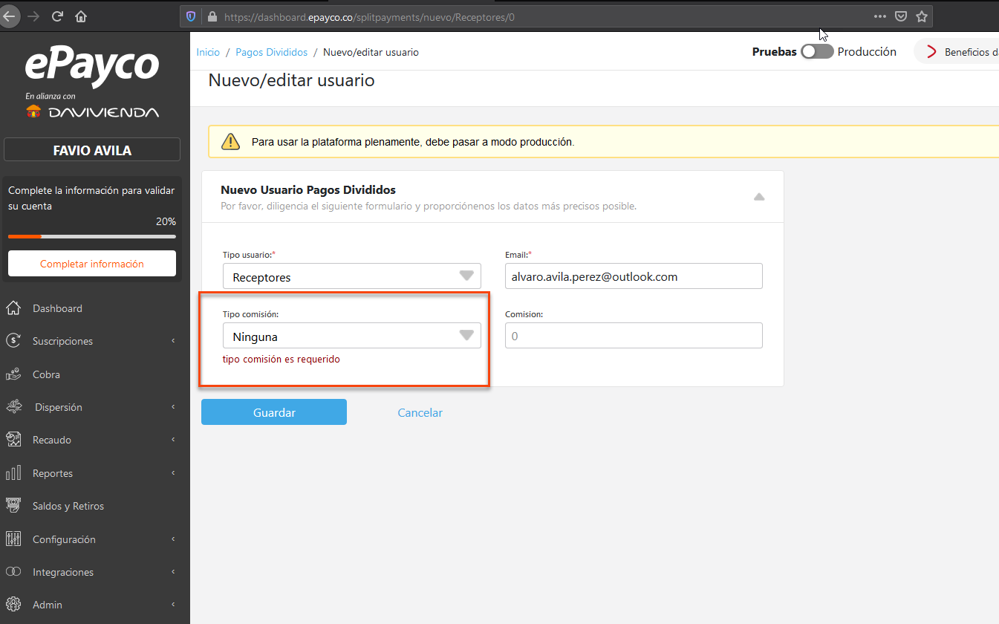 https://dashboard.epayco.co/splitpayments/nuevo/Receptores/0
ePayco
En alianza con
DAVIVIENDA
FAVIO AVILA
Complete la información para validar
su cuenta
20%
Completar información
Dashboard
Suscripciones
Cobra
Dispersión
Recaudo
Reportes
Saldos y Retiros
Configuración
Integraciones
Admin
Inicio / Pagos Divididos / Nuevo/editar usuario
Pruebas Producción
Beneficios
Nuevo/editar usuario
Para usar la plataforma plenamente, debe pasar a modo producción.
Nuevo Usuario Pagos Divididos
Por favor, diligencia el siguiente formulario y proporciónenos los datos más precisos posible.
Tipo usuario:*
Receptores
Email:*
alvaro.avila.perez@outlook.com
Tipo comisión:
Ninguna
tipo comisión es requerido
Comision:
0
Guardar
Cancelar